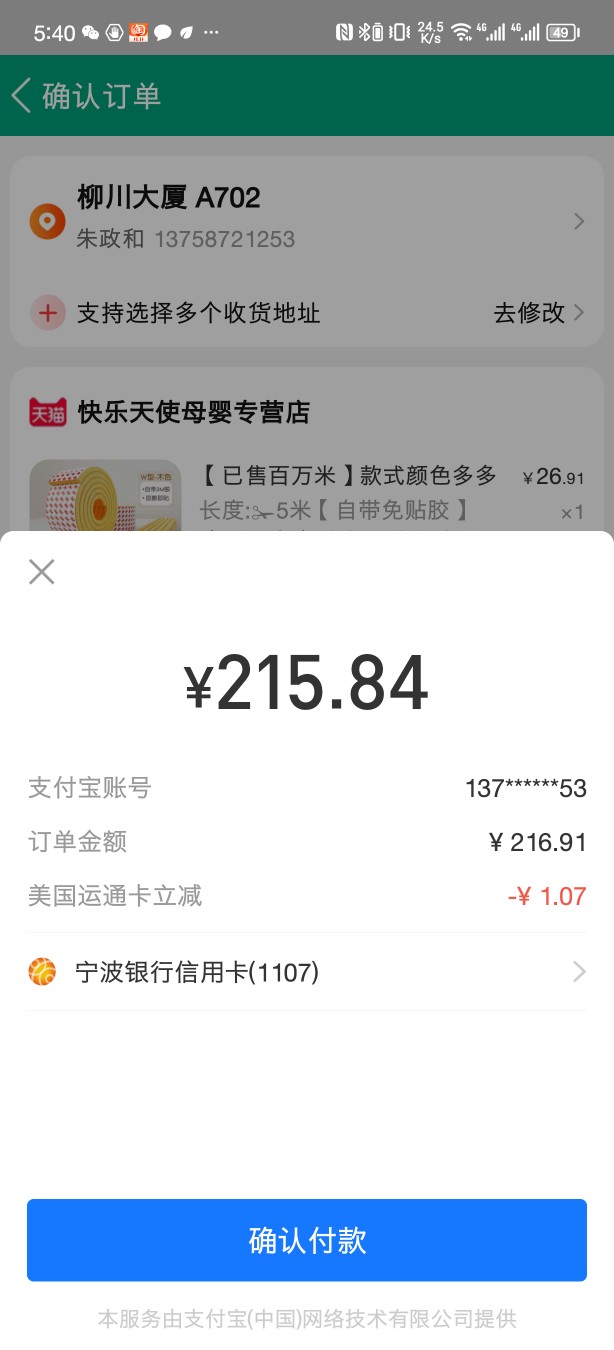 5:40
24.5 K/s
4G
4G
49
确认订单
柳川大厦 A702
朱政和 13758721253
支持选择多个收货地址 去修改
天猫 快乐天使母婴专营店
【 已售百万米 】款式颜色多多 ¥26.91
长度:✂5米【 自带免贴胶 】 ×1
¥215.84
支付宝账号 137******53
订单金额 ¥ 216.91
美国运通卡立减 -¥ 1.07
宁波银行信用卡(1107)
确认付款
本服务由支付宝(中国)网络技术有限公司提供